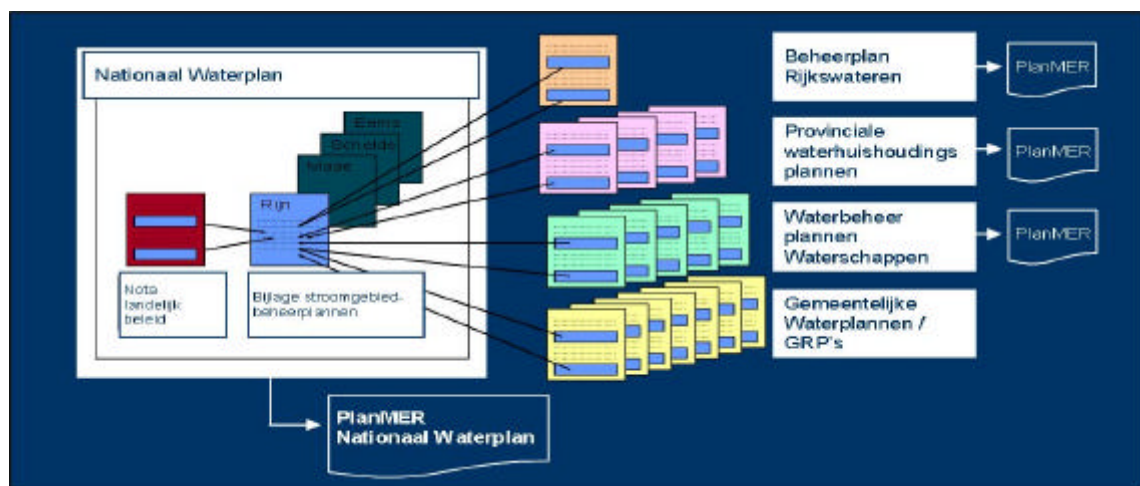 Nationaal Waterplan
Eems
Schelde
Maas
Rijn
Nota
landelijk
beleid
Bijlage stroomgebied-
beheerplannen
Beheerplan
Rijkswateren
PlanMER
Provinciale
waterhuishoudings
plannen
PlanMER
Waterbeheer
plannen
Waterschappen
PlanMER
Gemeentelijke
Waterplannen /
GRP's
PlanMER
Nationaal Waterplan